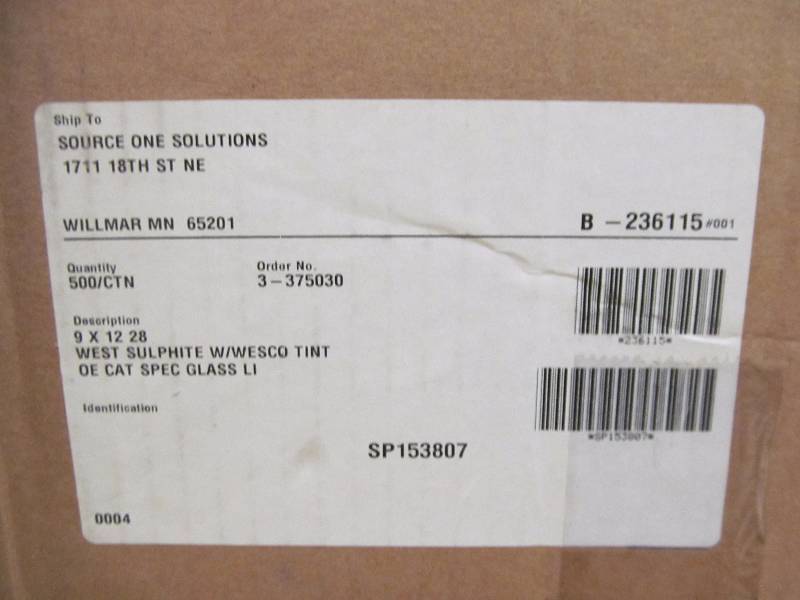 Ship To
SOURCE ONE SOLUTIONS
1711 18TH ST NE
WILLMAR MN 65201
B - 236115 #001
Quantity
500/CTN
Order No.
3-375030
*236115*
Description
9 X 12 28
WEST SULPHITE W/WESCO TINT
OE CAT SPEC GLASS LI
*SP153807*
Identification
SP153807
0004